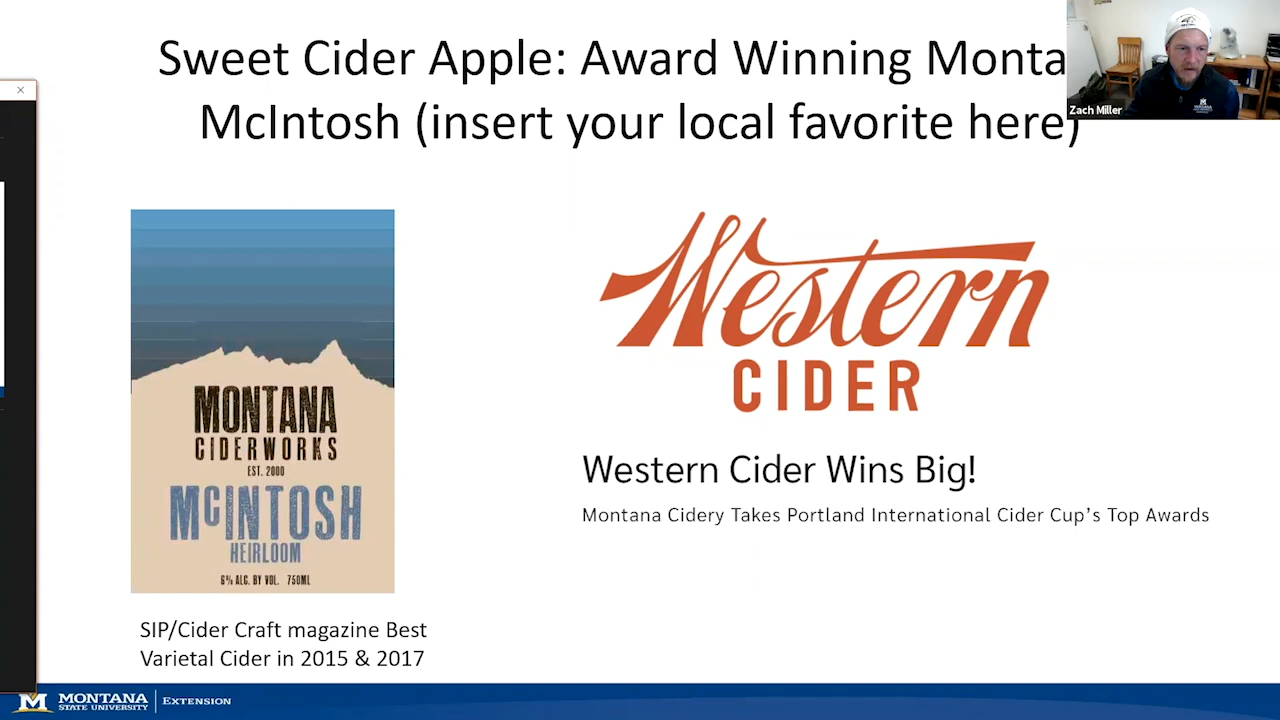 Sweet Cider Apple: Award Winning Monta
McIntosh (insert your local favorite here)
Zach Miller
MONTANA
CIDERWORKS
EST. 2000
McINTOSH
HEIRLOOM
6% ALC. BY VOL. 750ML
SIP/Cider Craft magazine Best
Varietal Cider in 2015 & 2017
Western
CIDER
Western Cider Wins Big!
Montana Cidery Takes Portland International Cider Cup's Top Awards
M MONTANA
STATE UNIVERSITY
EXTENSION